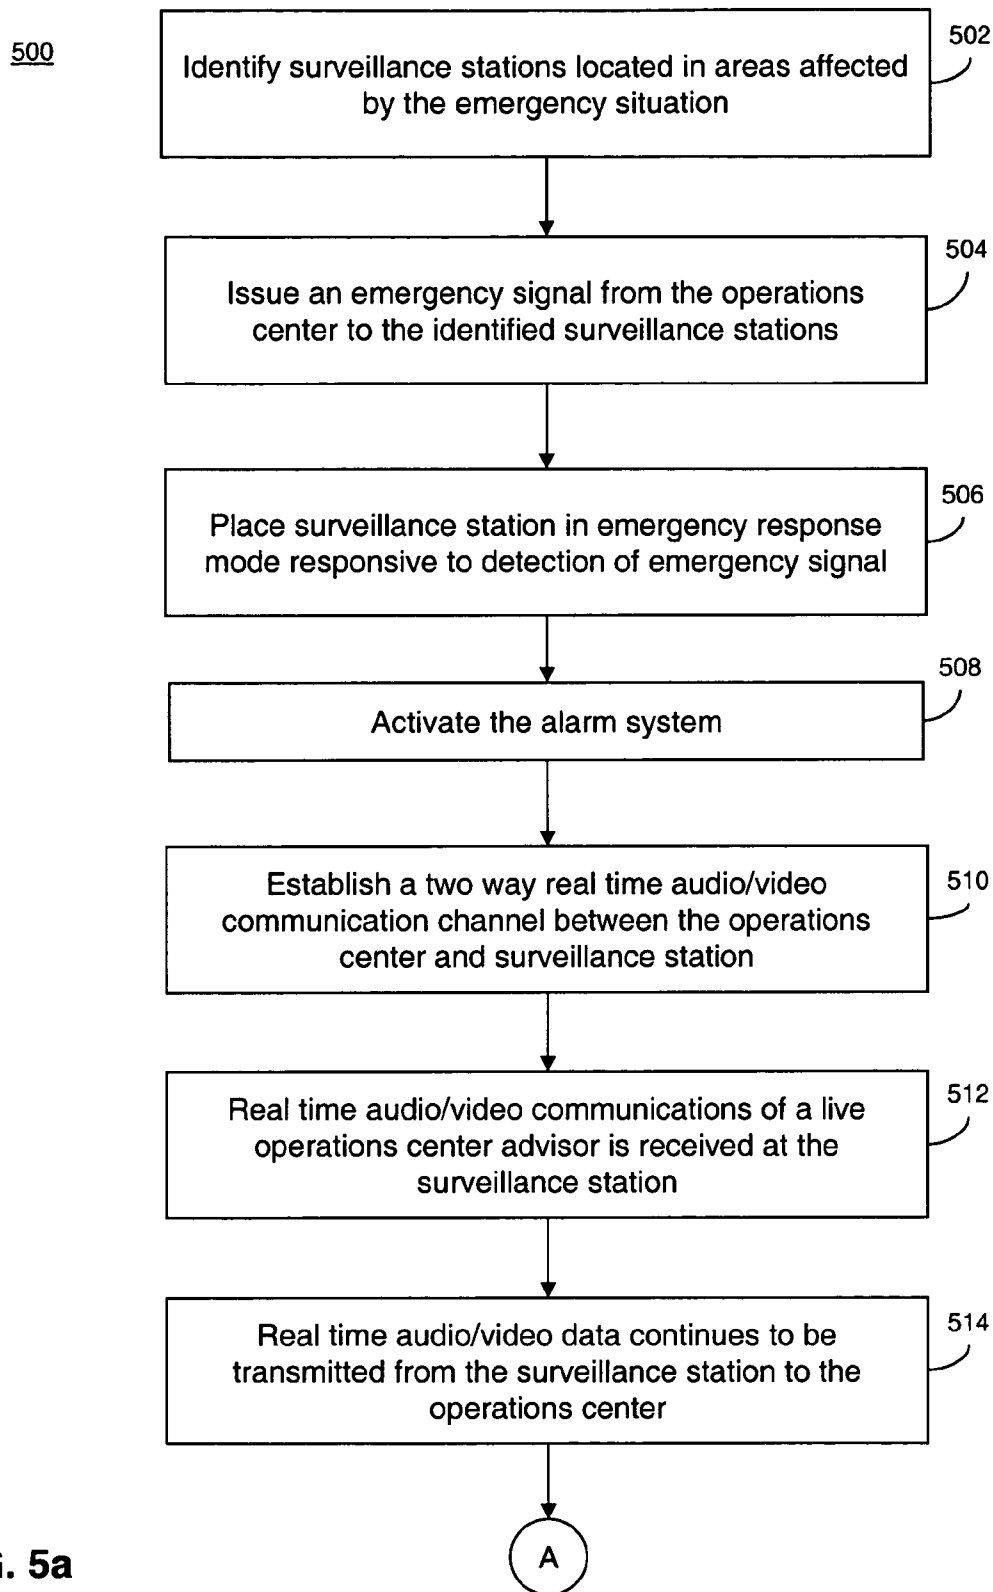 500
502
Identify surveillance stations located in areas affected
by the emergency situation
504
Issue an emergency signal from the operations
center to the identified surveillance stations
506
Place surveillance station in emergency response
mode responsive to detection of emergency signal
508
Activate the alarm system
510
Establish a two way real time audio/video
communication channel between the operations
center and surveillance station
512
Real time audio/video communications of a live
operations center advisor is received at the
surveillance station
514
Real time audio/video data continues to be
transmitted from the surveillance station to the
operations center
A
5a